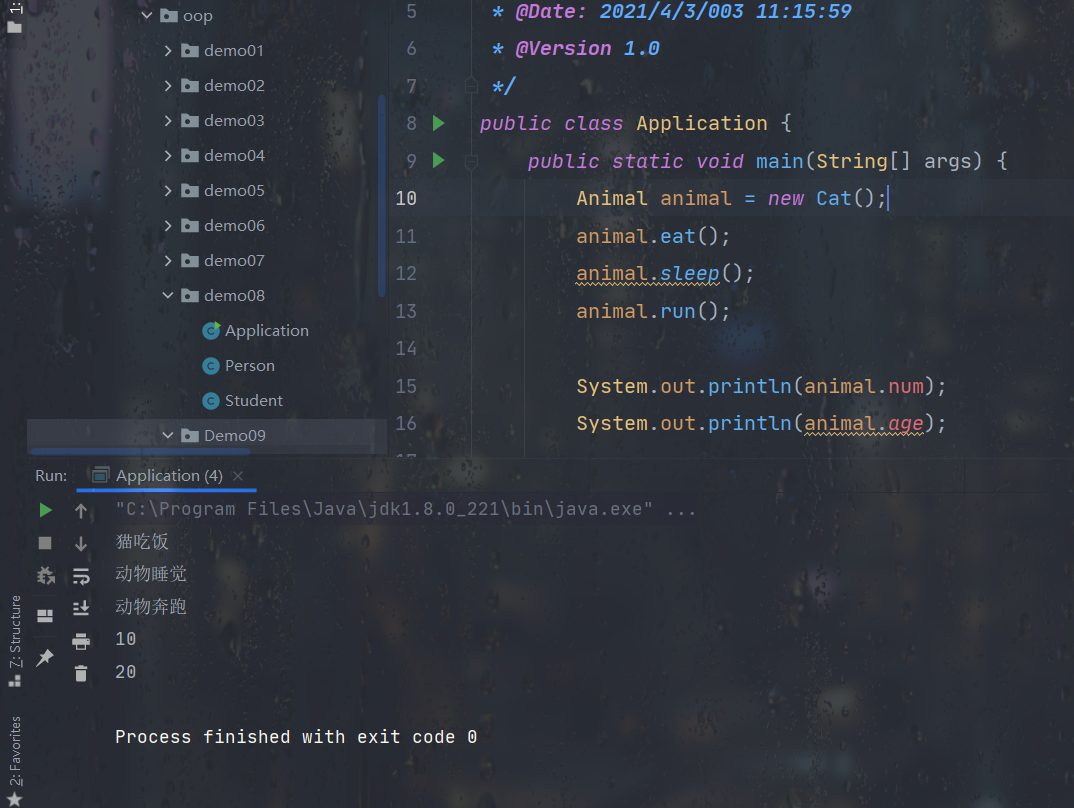 1:
oop
demo01
demo02
demo03
demo04
demo05
demo06
demo07
demo08
Application
Person
Student
Demo09
5 * @Date: 2021/4/3/003 11:15:59
6 * @Version 1.0
7 */
8 public class Application {
9 public static void main(String[] args) {
10 Animal animal = new Cat();
11 animal.eat();
12 animal.sleep();
13 animal.run();
14
15 System.out.println(animal.num);
16 System.out.println(animal.age);
Run: Application (4) ×
"C:\Program Files\Java\jdk1.8.0_221\bin\java.exe" ...
猫吃饭
动物睡觉
动物奔跑
10
20
Process finished with exit code 0
7: Structure
2: Favorites